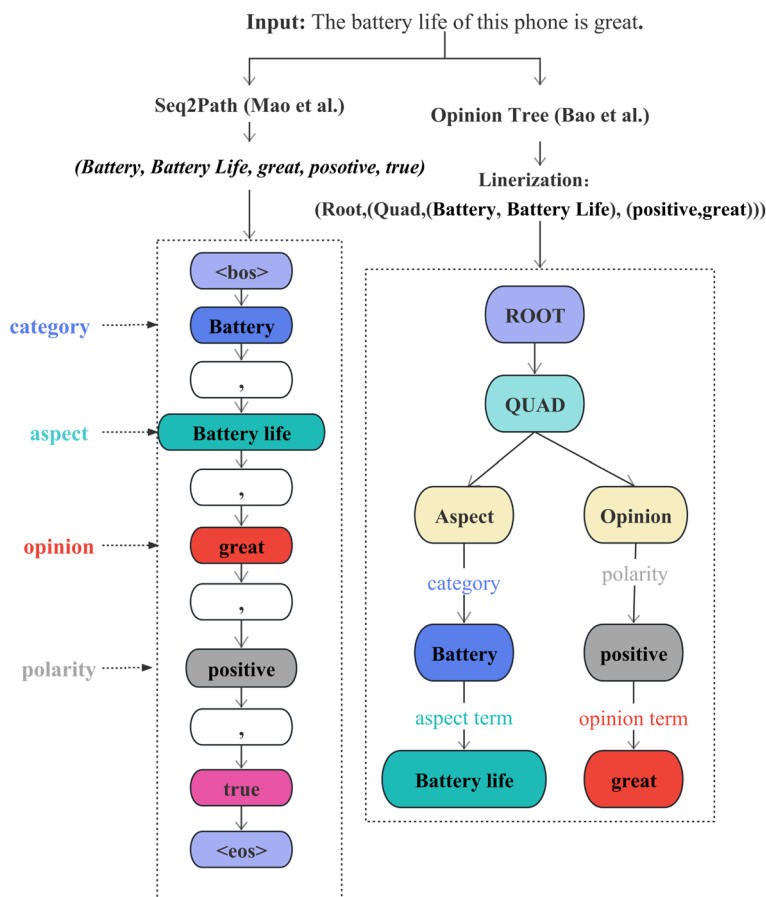 Input: The battery life of this phone is great.
Seq2Path (Mao et al.)
Opinion Tree (Bao et al.)
(Battery, Battery Life, great, posotive, true)
Linerization：
(Root,(Quad,(Battery, Battery Life), (positive,great)))
<bos>
category
Battery
,
aspect
Battery life
,
opinion
great
,
polarity
positive
,
true
<eos>
ROOT
QUAD
Aspect
Opinion
category
polarity
Battery
positive
aspect term
opinion term
Battery life
great